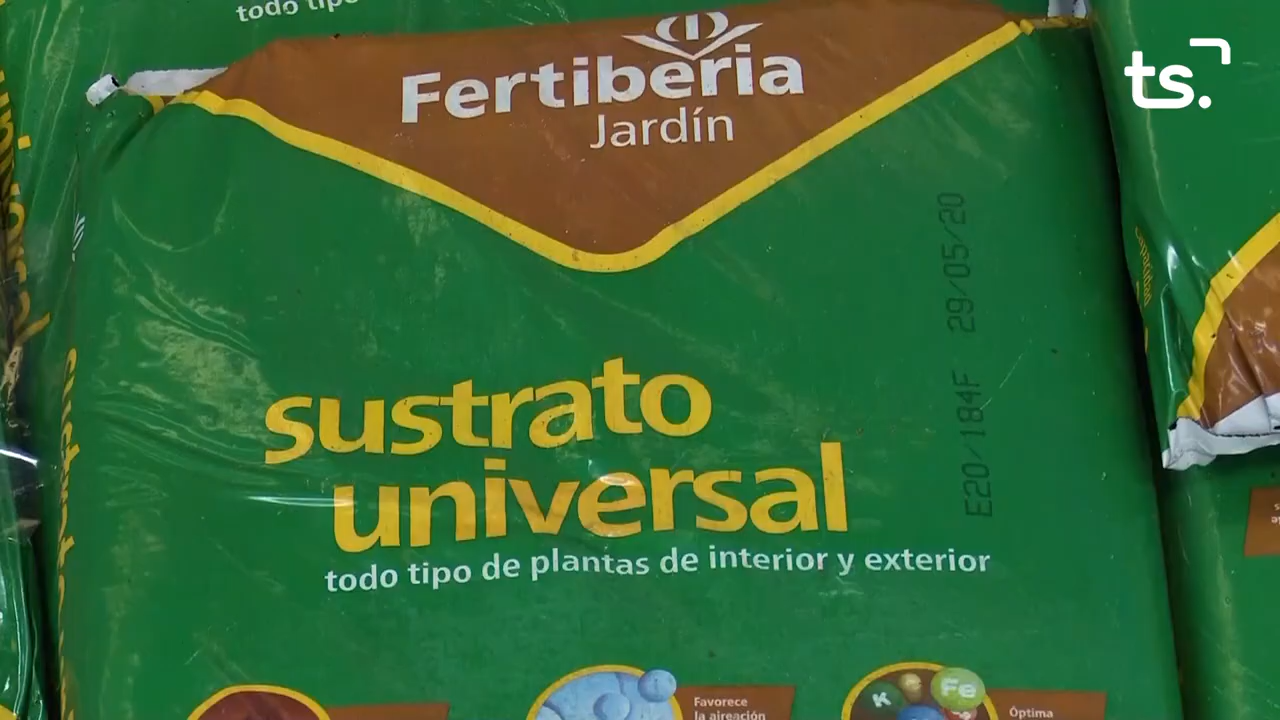 todo tipo
Fertiberia
Jardín
ts.
E20/184F 29/05/20
sustrato
universal
todo tipo de plantas de interior y exterior
K
Fe
Favorece
la aireación
Óptima